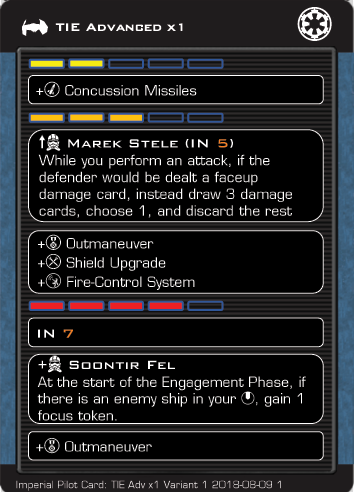 TIE Advanced x1
+ Concussion Missiles
Marek Stele (IN 5)
While you perform an attack, if the
defender would be dealt a faceup
damage card, instead draw 3 damage
cards, choose 1, and discard the rest
+ Outmaneuver
+ Shield Upgrade
+ Fire-Control System
IN 7
+ Soontir Fel
At the start of the Engagement Phase, if
there is an enemy ship in your , gain 1
focus token.
+ Outmaneuver
Imperial Pilot Card: TIE Adv x1 Variant 1 2018-08-09 1